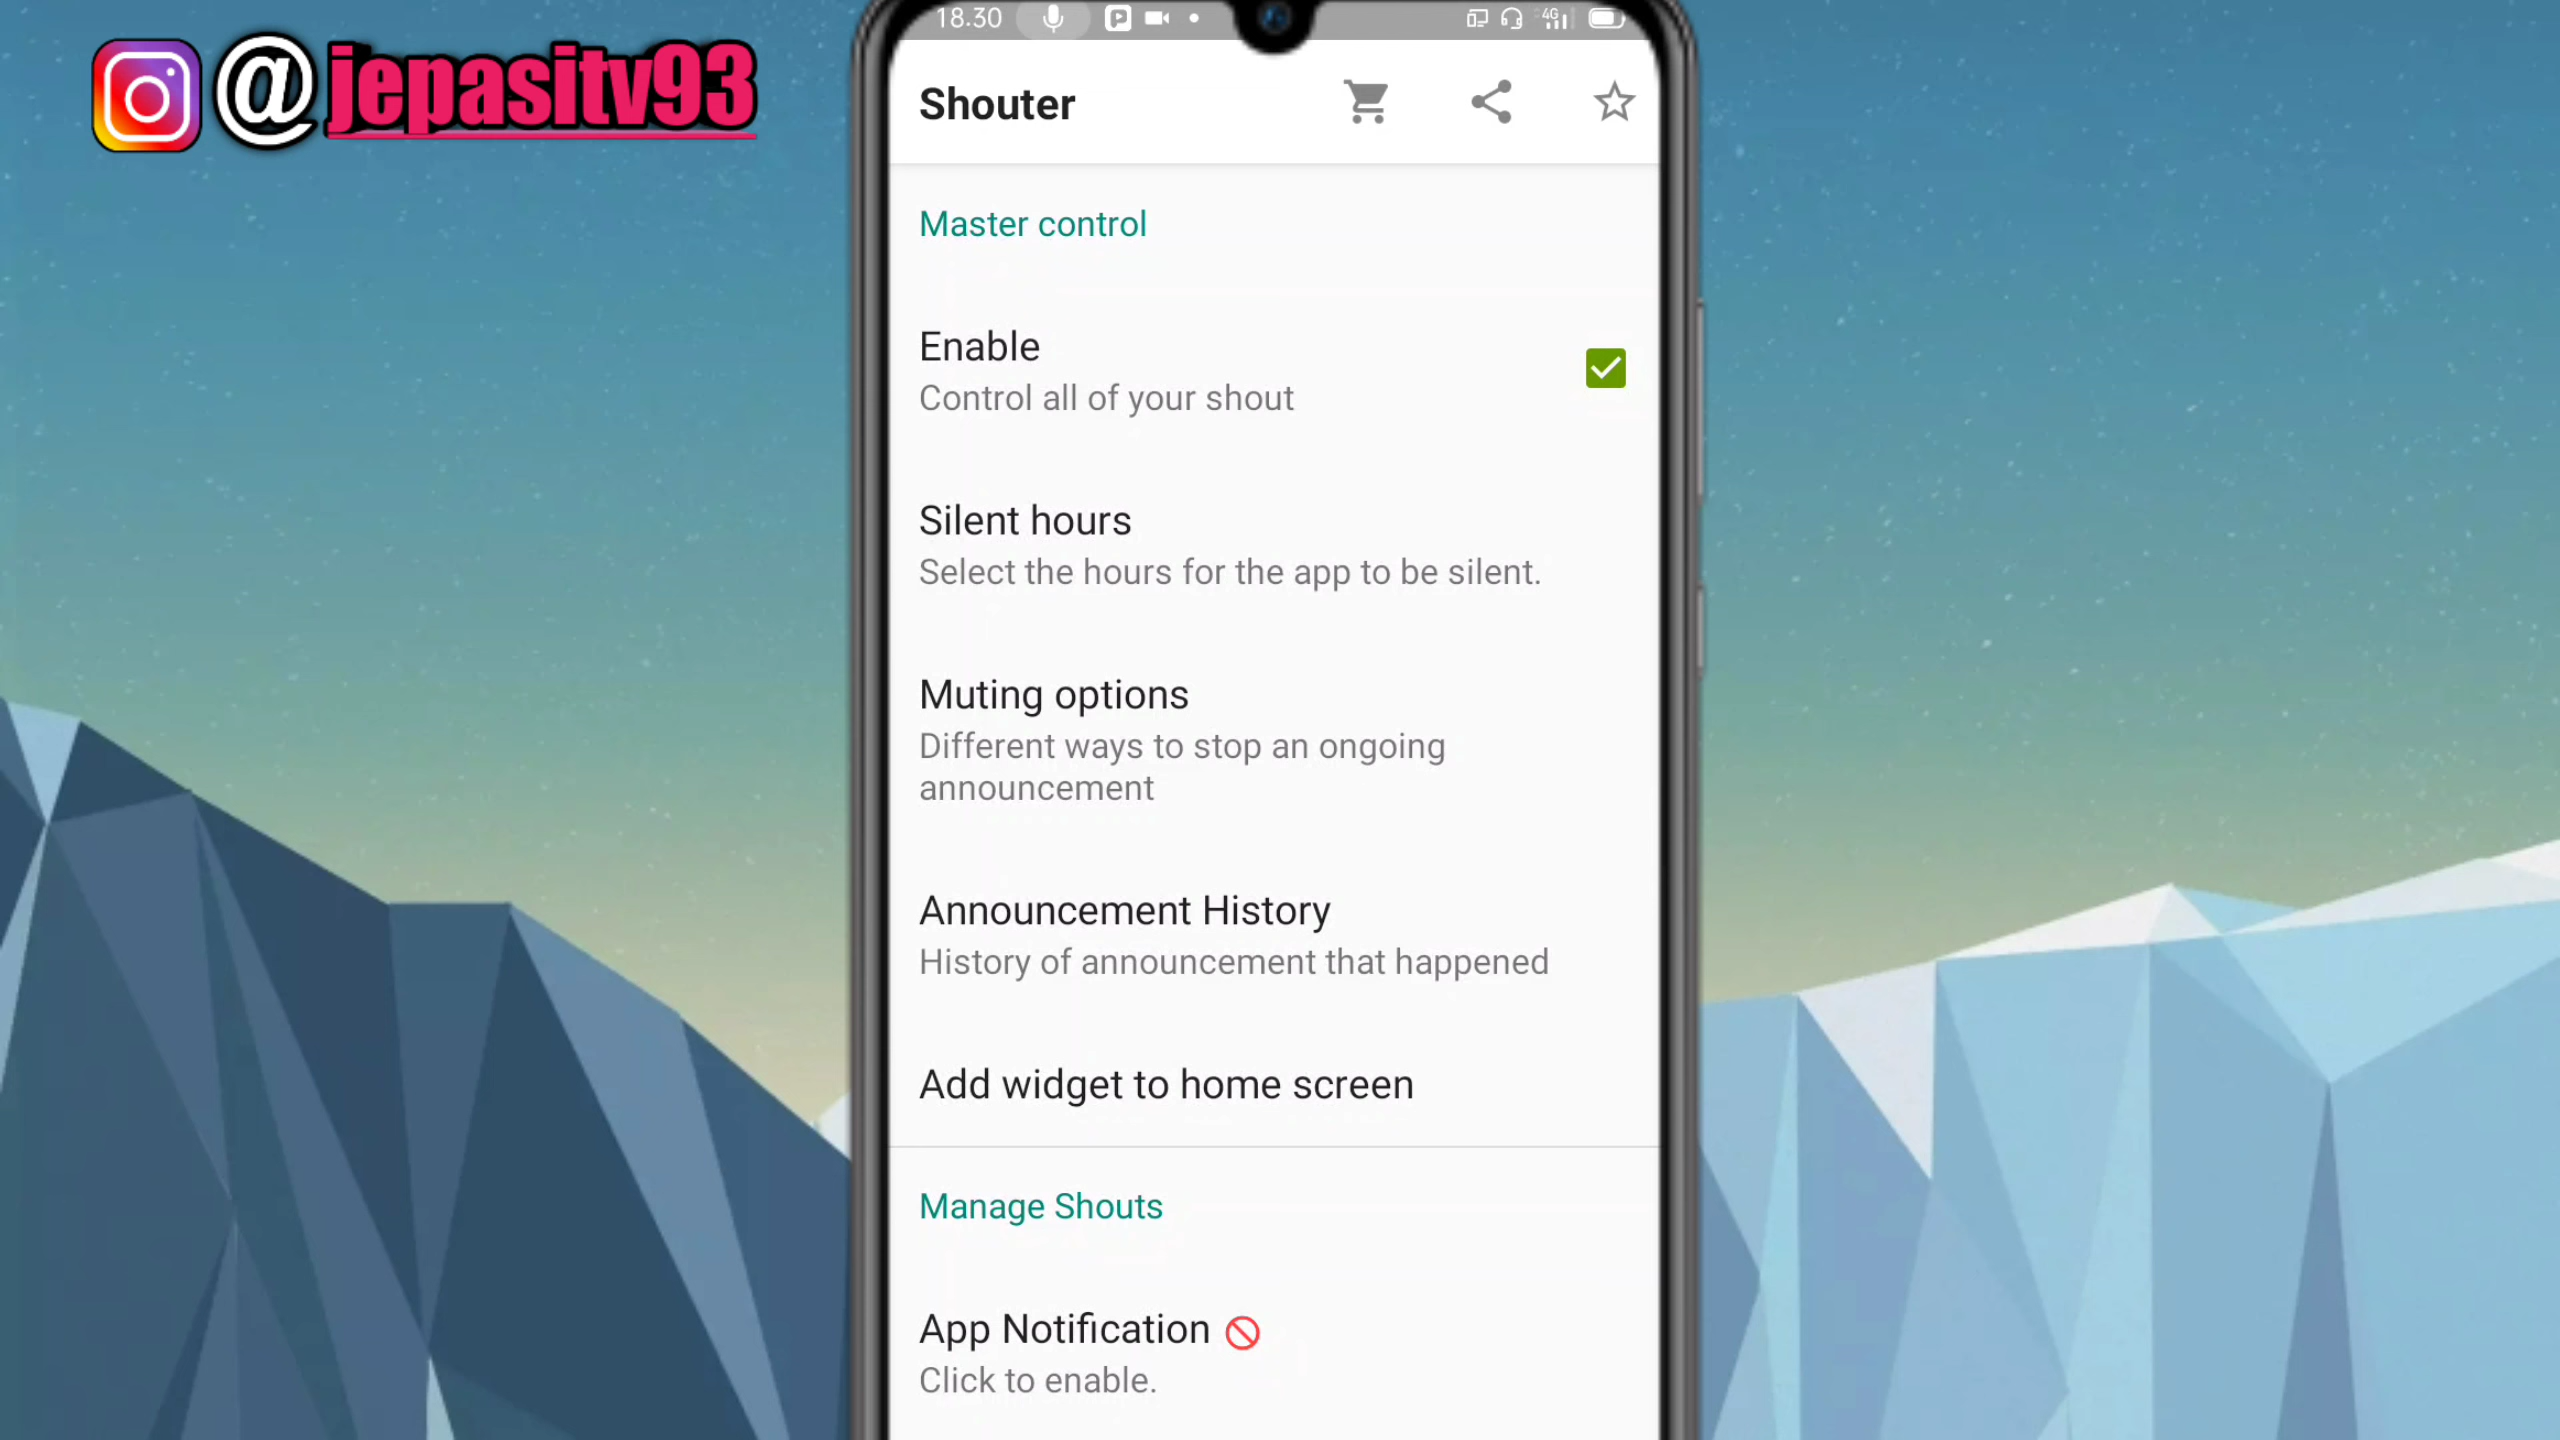 @jepasitv93
18.30
4G
Shouter
Master control
Enable
Control all of your shout
Silent hours
Select the hours for the app to be silent.
Muting options
Different ways to stop an ongoing
announcement
Announcement History
History of announcement that happened
Add widget to home screen
Manage Shouts
App Notification
Click to enable.